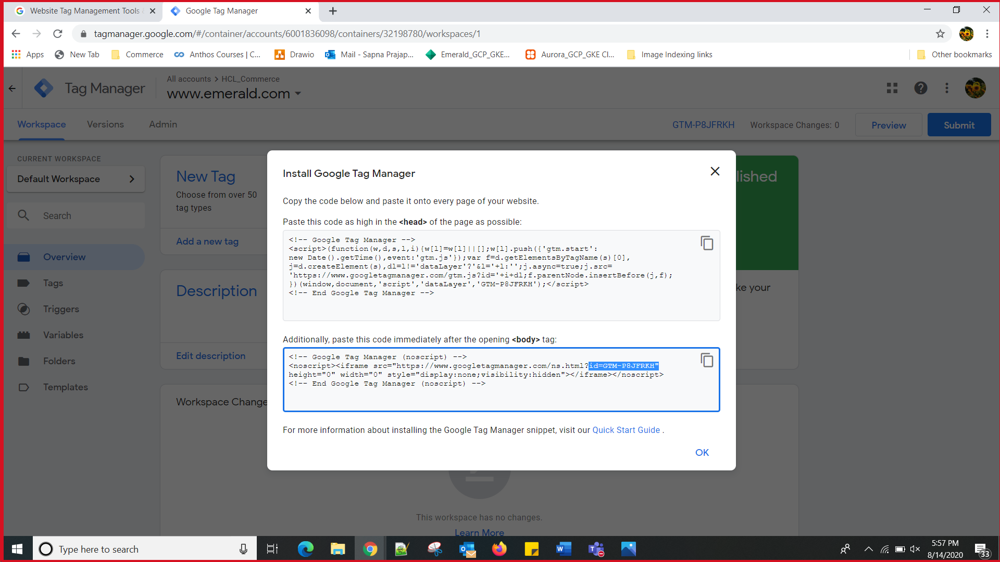 Website Tag Management Tools
Google Tag Manager
tagmanager.google.com/#/container/accounts/6001836098/containers/32198780/workspaces/1
Apps
New Tab
Commerce
Anthos Courses | C...
Drawio
Mail - Sapna Prajap...
Emerald_GCP_GKE...
Aurora_GCP_GKE Cl...
Image Indexing links
Other bookmarks
Tag Manager
All accounts > HCL_Commerce
www.emerald.com
Workspace
Versions
Admin
GTM-P8JFRKH
Workspace Changes: 0
Preview
Submit
CURRENT WORKSPACE
Default Workspace
Search
Overview
Tags
Triggers
Variables
Folders
Templates
New Tag
Choose from over 50
tag types
Add a new tag
Description
Edit description
Workspace Change
lished
ke your
Install Google Tag Manager
Copy the code below and paste it onto every page of your website.
Paste this code as high in the <head> of the page as possible:
<!-- Google Tag Manager -->
<script>(function(w,d,s,l,i){w[l]=w[l]||[];w[l].push({'gtm.start':
new Date().getTime(),event:'gtm.js'});var f=d.getElementsByTagName(s)[0],
j=d.createElement(s),dl=l!='dataLayer'?'&l='+l:'';j.async=true;j.src=
'https://www.googletagmanager.com/gtm.js?id='+i+dl;f.parentNode.insertBefore(j,f);
})(window,document,'script','dataLayer','GTM-P8JFRKH');</script>
<!-- End Google Tag Manager -->
Additionally, paste this code immediately after the opening <body> tag:
<!-- Google Tag Manager (noscript) -->
<noscript><iframe src="https://www.googletagmanager.com/ns.html?id=GTM-P8JFRKH"
height="0" width="0" style="display:none;visibility:hidden"></iframe></noscript>
<!-- End Google Tag Manager (noscript) -->
For more information about installing the Google Tag Manager snippet, visit our Quick Start Guide .
OK
This workspace has no changes.
Learn More
Type here to search
5:57 PM
8/14/2020
33